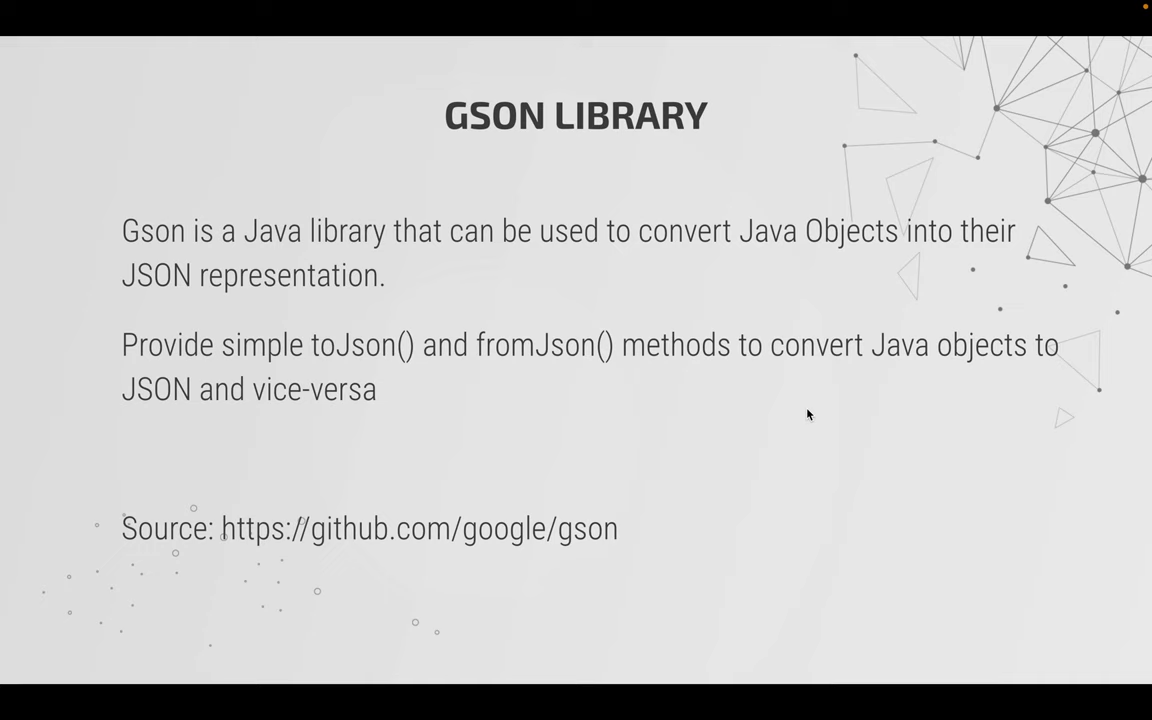 GSON LIBRARY
Gson is a Java library that can be used to convert Java Objects into their
JSON representation.
Provide simple toJson() and fromJson() methods to convert Java objects to
JSON and vice-versa
Source: https://github.com/google/gson